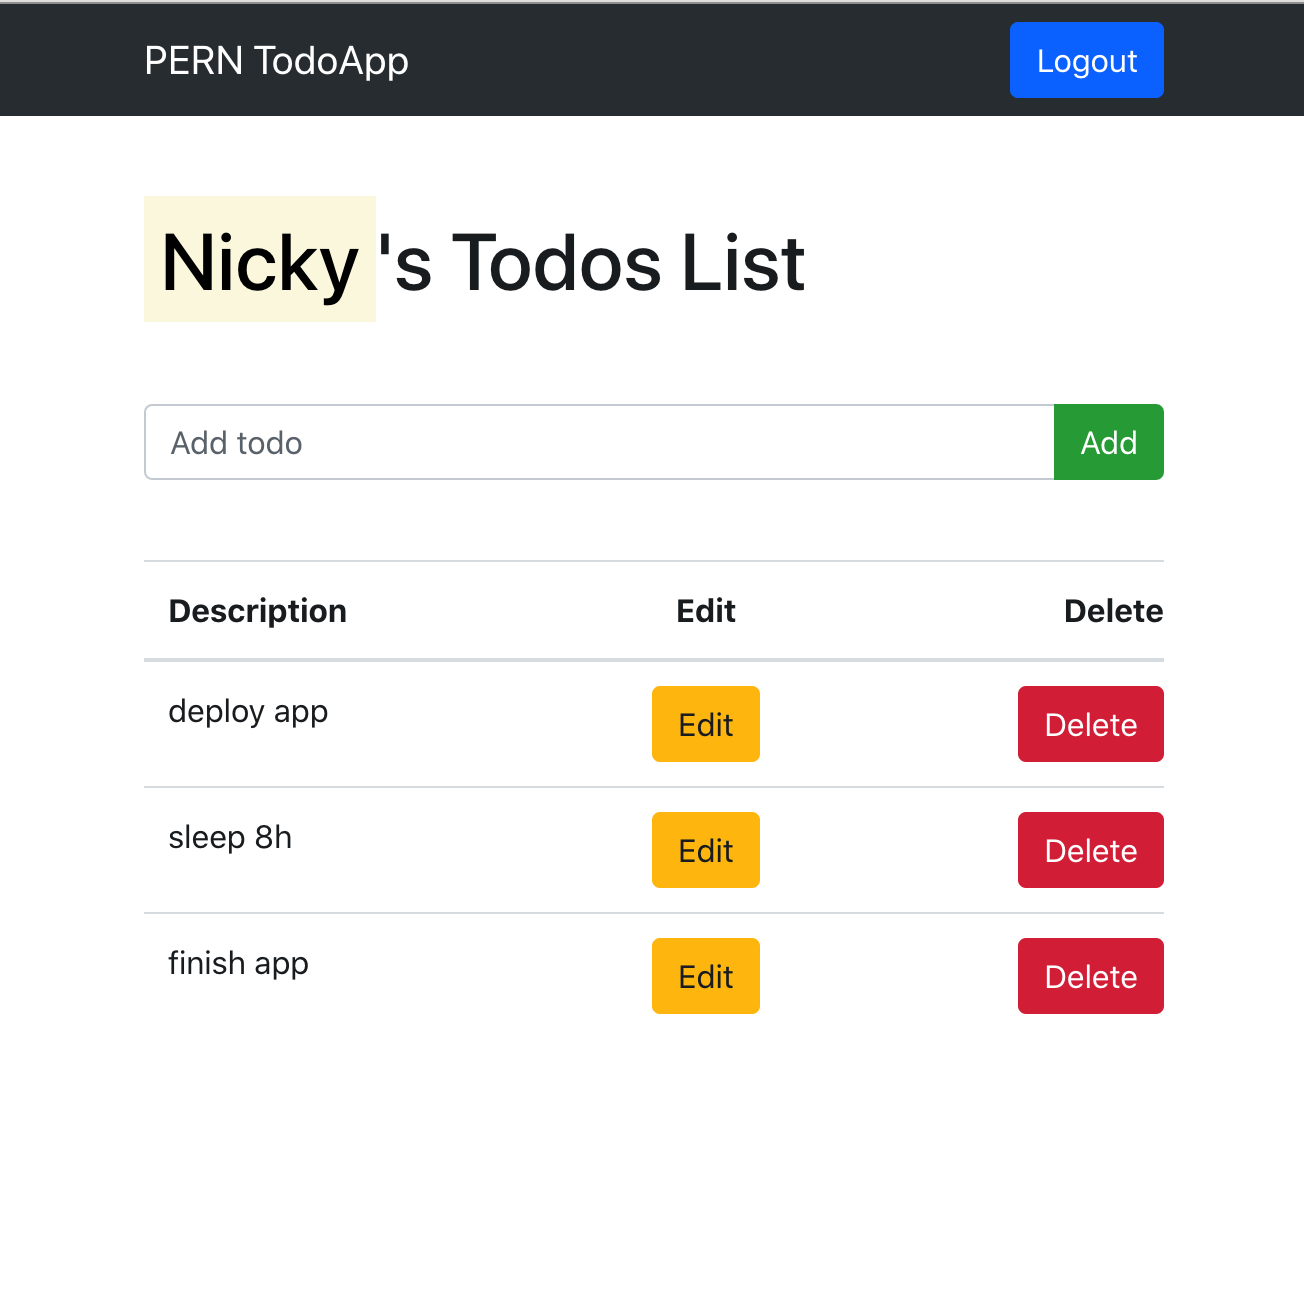 PERN TodoApp Logout
Nicky 's Todos List
Add todo Add
Description Edit Delete
deploy app Edit Delete
sleep 8h Edit Delete
finish app Edit Delete